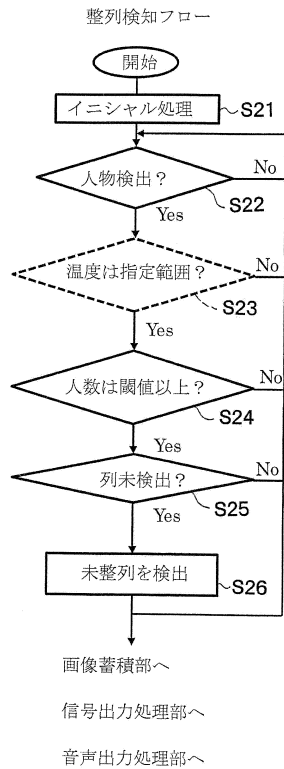 整列検知フロー
開始
イニシャル処理
S21
人物検出？
No
S22
Yes
温度は指定範囲？
No
S23
Yes
人数は閾値以上？
No
S24
Yes
列未検出？
No
S25
Yes
未整列を検出
S26
画像蓄積部へ
信号出力処理部へ
音声出力処理部へ